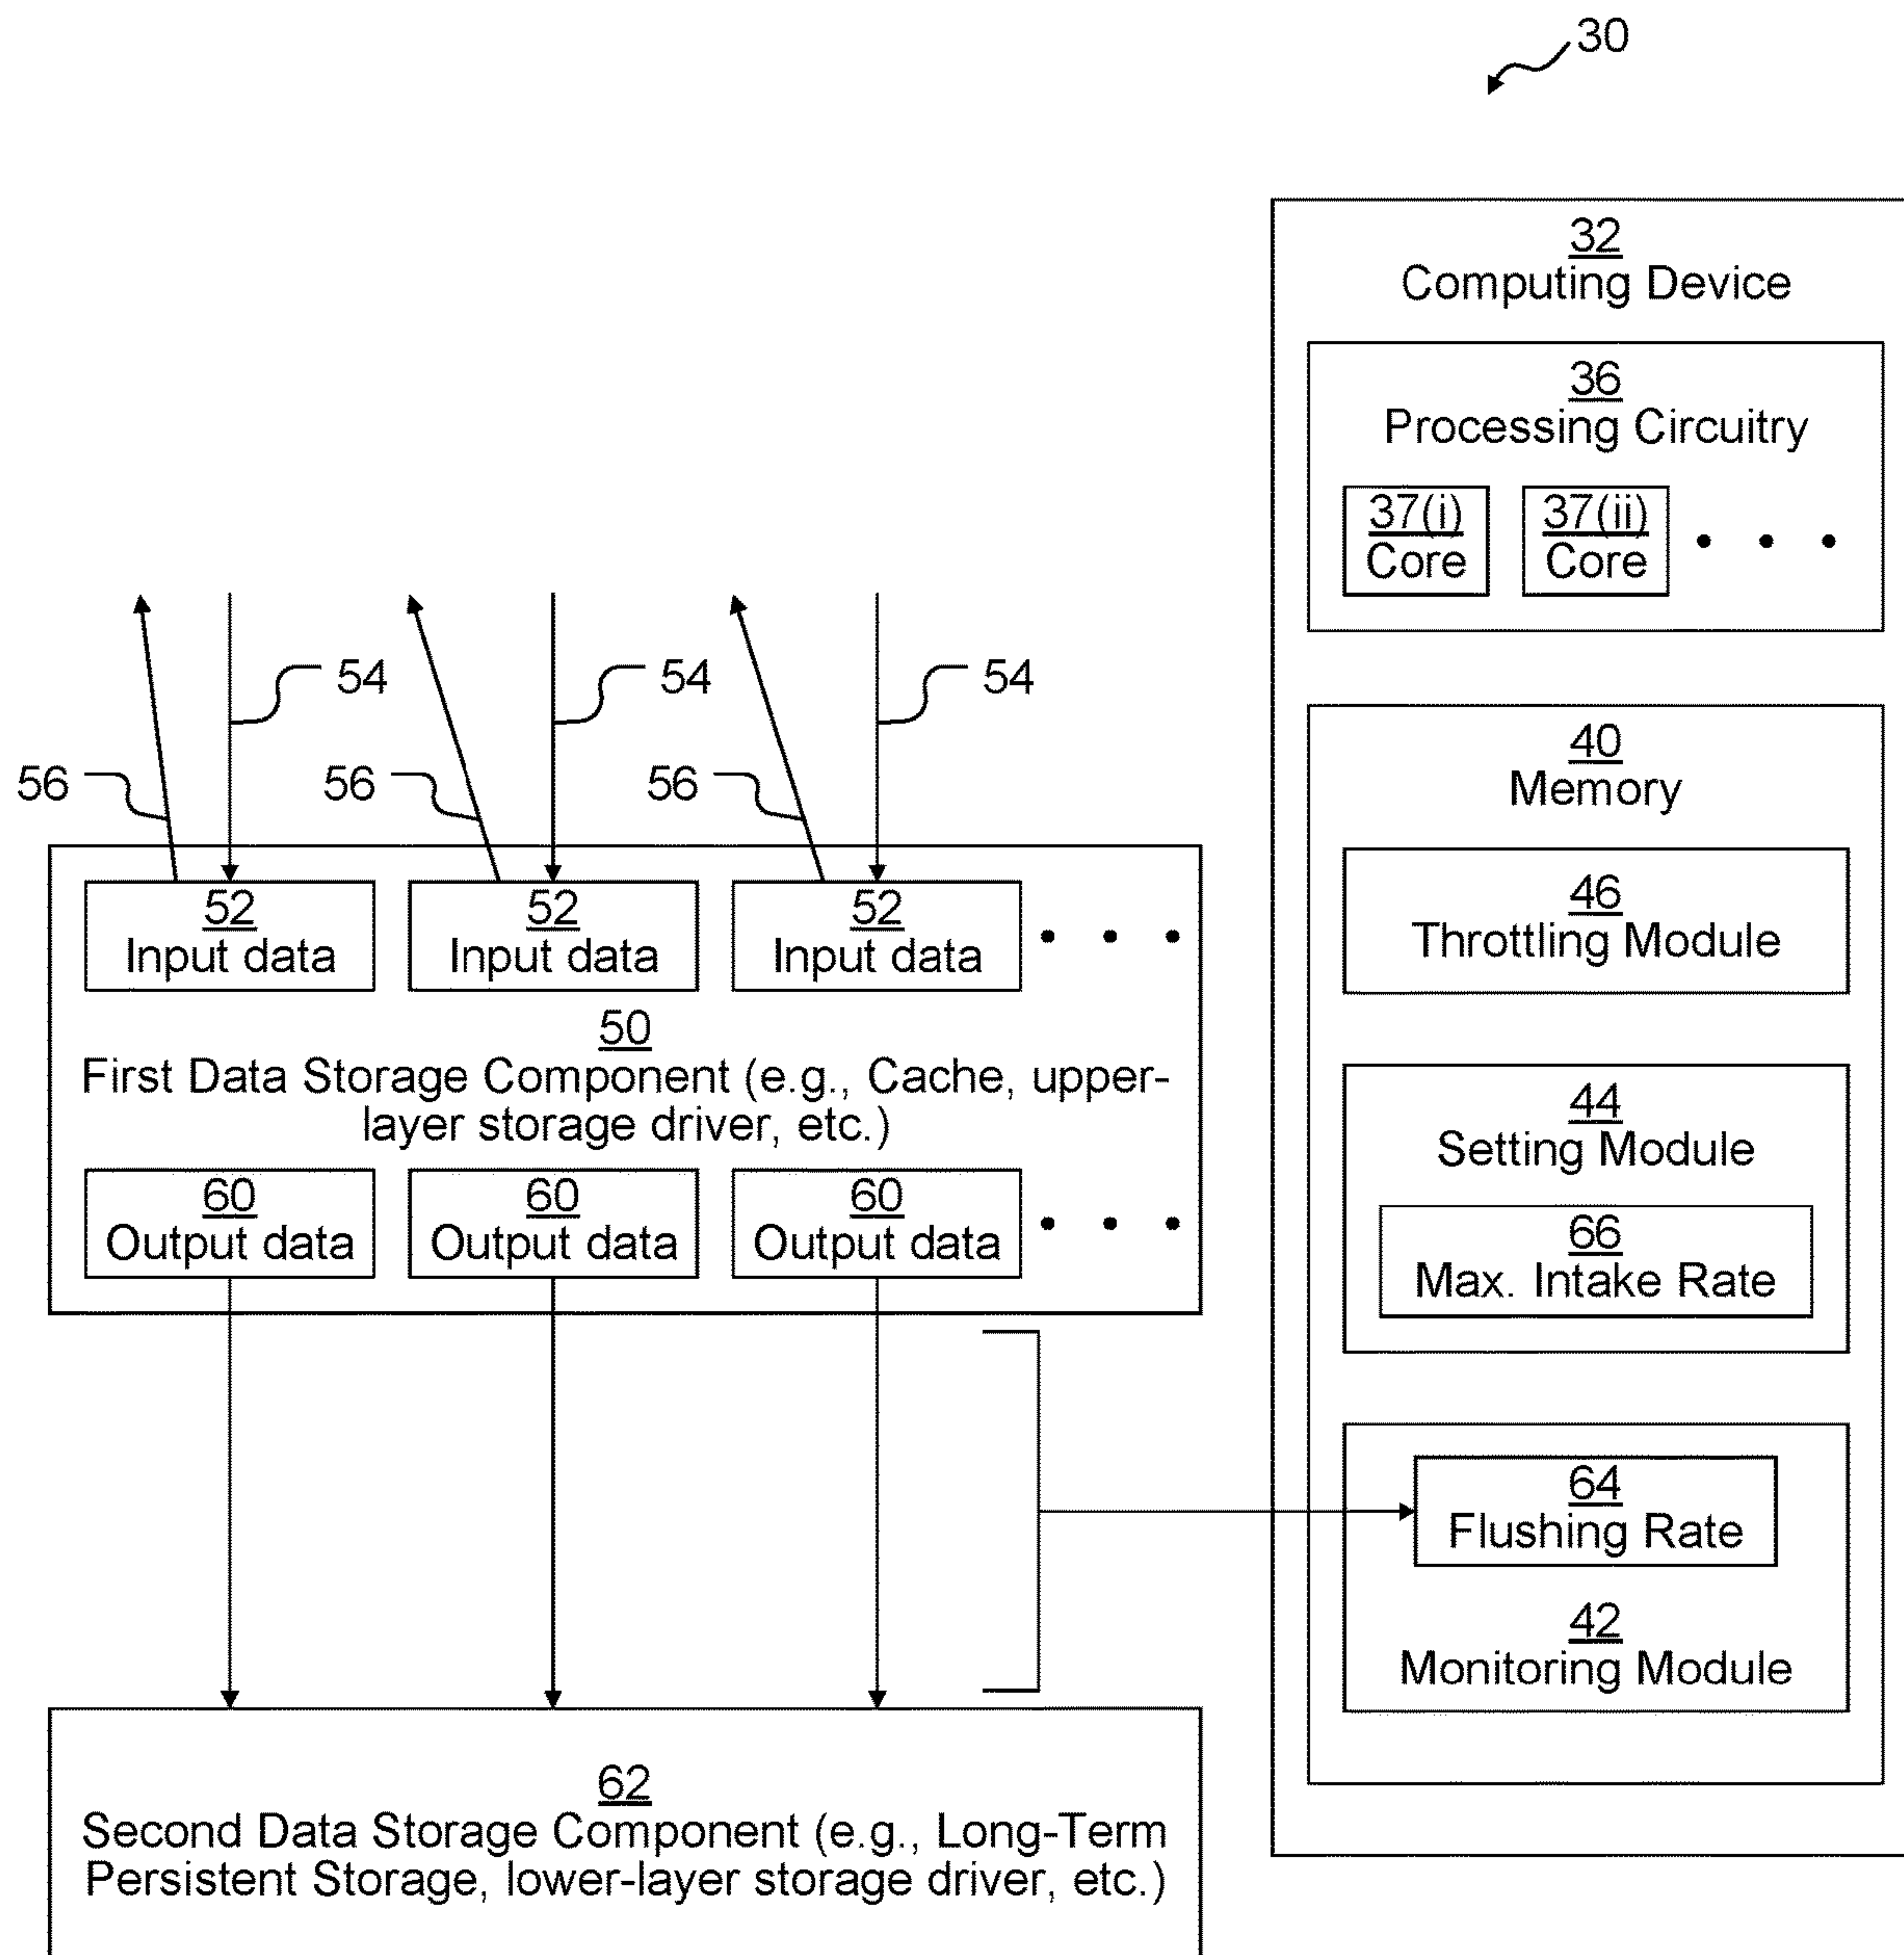 30
32
Computing Device
36
Processing Circuitry
37(i)
Core
37(ii)
Core
54
54
54
56
56
56
40
Memory
46
Throttling Module
44
Setting Module
66
Max. Intake Rate
64
Flushing Rate
42
Monitoring Module
52
Input data
52
Input data
52
Input data
50
First Data Storage Component (e.g., Cache, upper-
layer storage driver, etc.)
60
Output data
60
Output data
60
Output data
62
Second Data Storage Component (e.g., Long-Term
Persistent Storage, lower-layer storage driver, etc.)